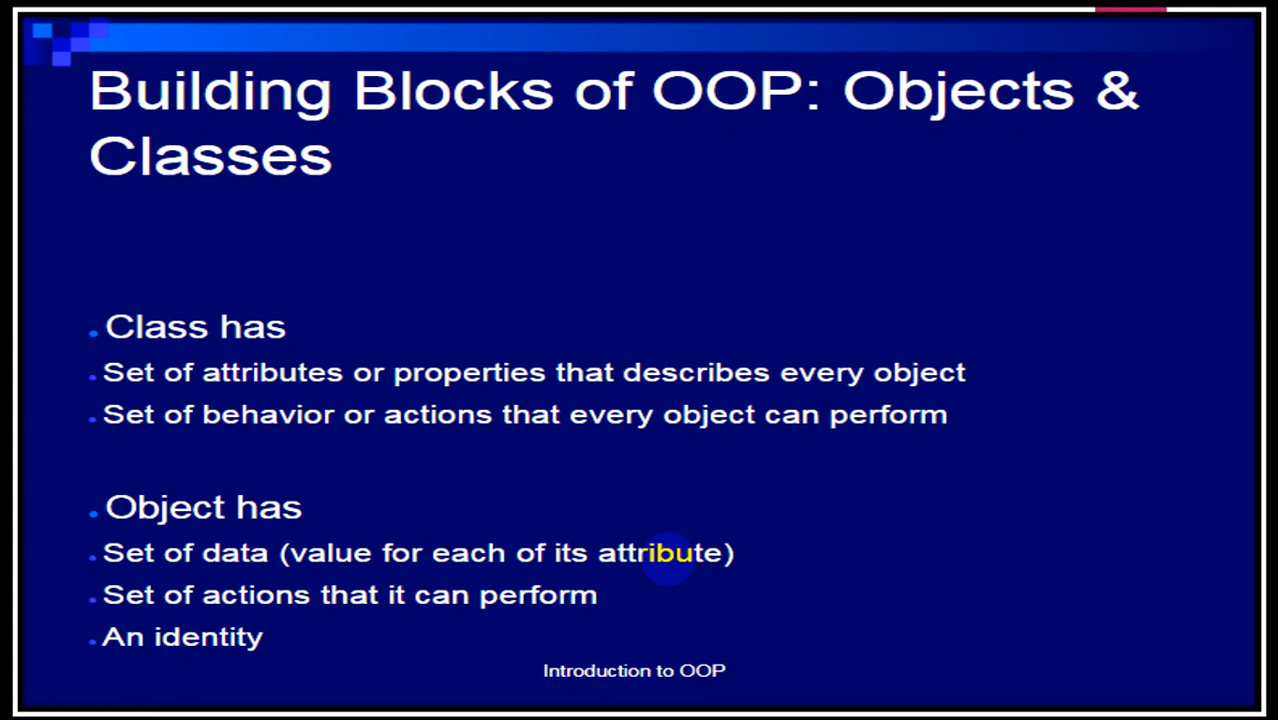 Building Blocks of OOP: Objects &
Classes
Class has
Set of attributes or properties that describes every object
Set of behavior or actions that every object can perform
Object has
Set of data (value for each of its attribute)
Set of actions that it can perform
An identity
Introduction to OOP